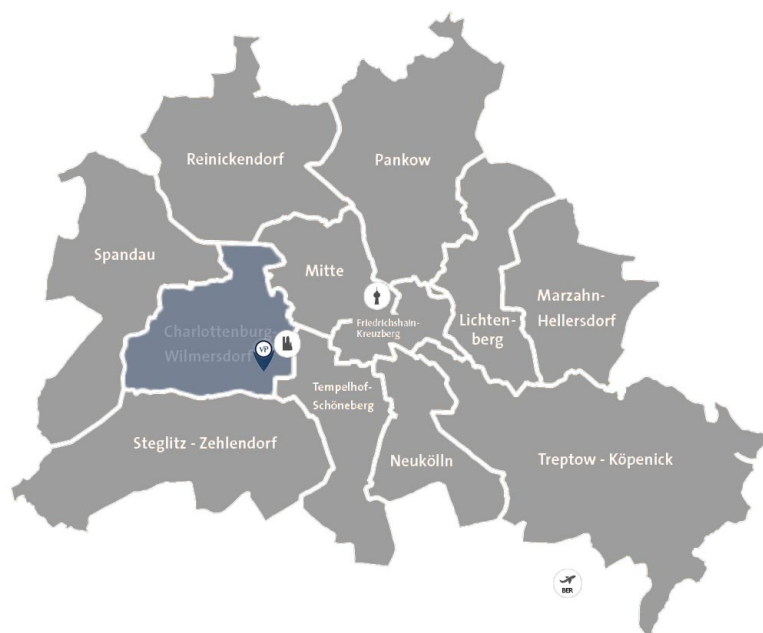 Reinickendorf
Pankow
Spandau
Mitte
Marzahn-
Hellersdorf
Lichten-
berg
Friedrichshain-
Kreuzberg
Charlottenburg-
Wilmersdorf
VP
Tempelhof-
Schöneberg
Steglitz - Zehlendorf
Neukölln
Treptow - Köpenick
BER